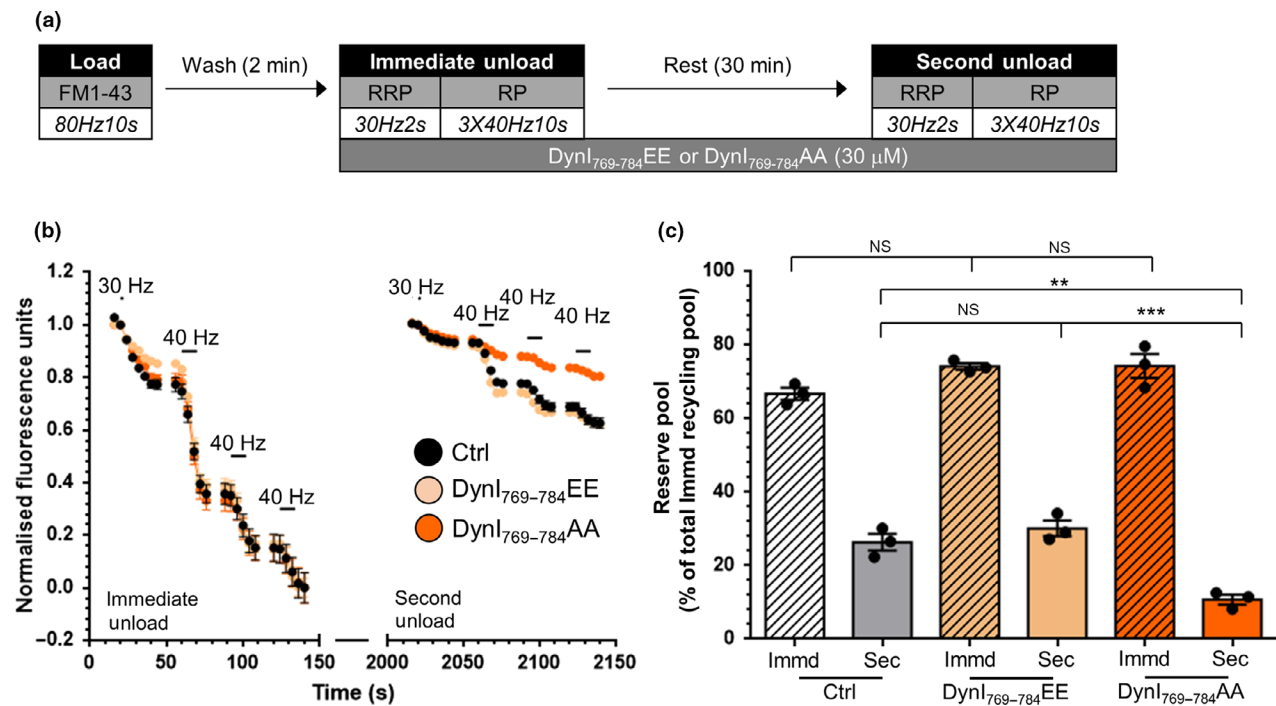 (a)
Load
FM1-43
80Hz10s
Wash (2 min)
Immediate unload
RRP RP
30Hz2s 3X40Hz10s
Rest (30 min)
Second unload
RRP RP
30Hz2s 3X40Hz10s
DynI769-784EE or DynI769-784AA (30 µM)
(b)
Normalised fluorescence units
1.2
1.0
0.8
0.6
0.4
0.2
0.0
–0.2
30 Hz
40 Hz
40 Hz
40 Hz
Immediate
unload
30 Hz
40 Hz
40 Hz
40 Hz
Ctrl
DynI769–784EE
DynI769–784AA
Second
unload
0 50 100 150 2000 2050 2100 2150
Time (s)
(c)
Reserve pool
(% of total Immd recycling pool)
100
80
60
40
20
0
NS NS
**
NS ***
Immd Sec Immd Sec Immd Sec
Ctrl DynI769–784EE DynI769–784AA